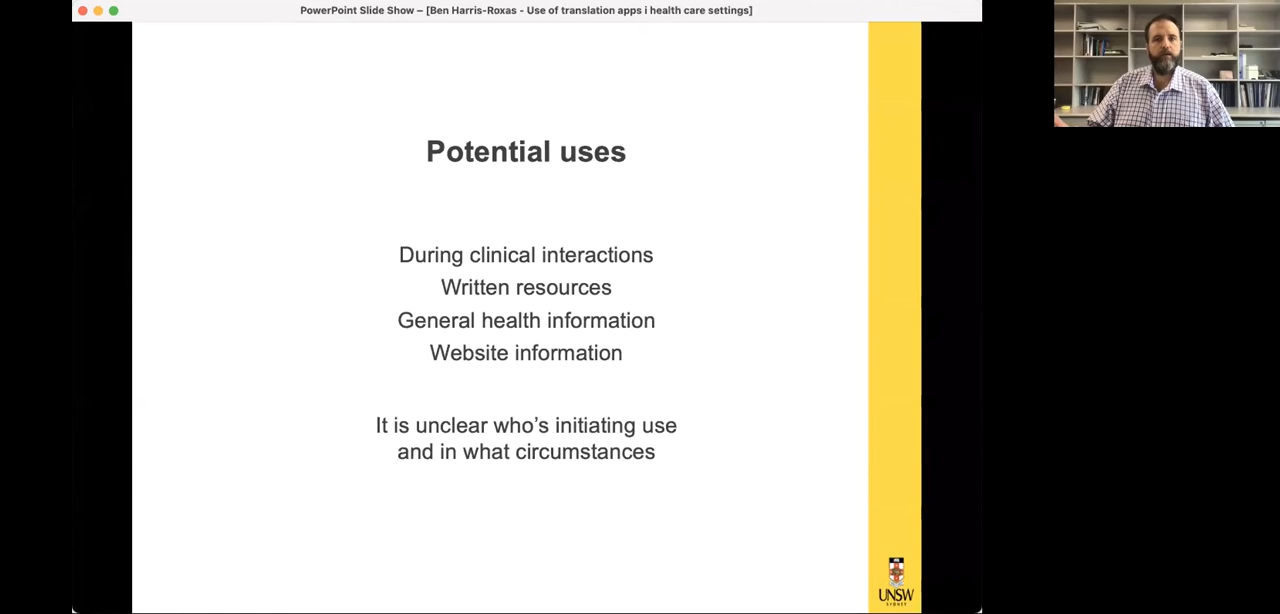 PowerPoint Slide Show – [Ben Harris-Roxas - Use of translation apps i health care settings]
Potential uses
During clinical interactions
Written resources
General health information
Website information
It is unclear who’s initiating use
and in what circumstances
UNSW
SYDNEY